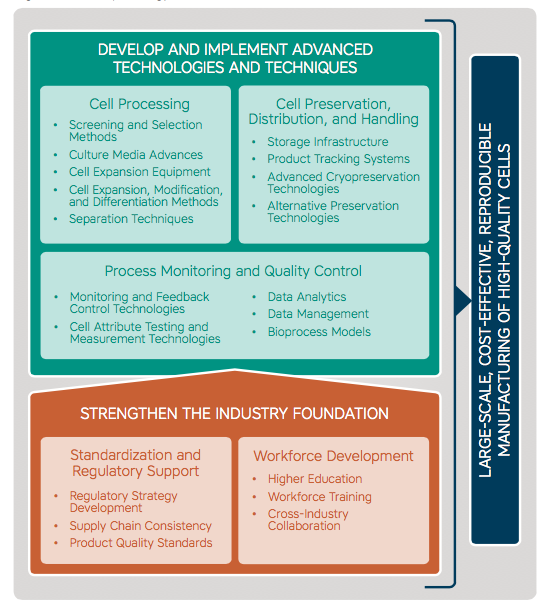 DEVELOP AND IMPLEMENT ADVANCED
TECHNOLOGIES AND TECHNIQUES
Cell Processing
• Screening and Selection
Methods
• Culture Media Advances
• Cell Expansion Equipment
• Cell Expansion, Modification,
and Differentiation Methods
• Separation Techniques
Cell Preservation,
Distribution, and Handling
• Storage Infrastructure
• Product Tracking Systems
• Advanced Cryopreservation
Technologies
• Alternative Preservation
Technologies
Process Monitoring and Quality Control
• Monitoring and Feedback
Control Technologies
• Cell Attribute Testing and
Measurement Technologies
• Data Analytics
• Data Management
• Bioprocess Models
STRENGTHEN THE INDUSTRY FOUNDATION
Standardization and
Regulatory Support
• Regulatory Strategy
Development
• Supply Chain Consistency
• Product Quality Standards
Workforce Development
• Higher Education
• Workforce Training
• Cross-Industry
Collaboration
LARGE-SCALE, COST-EFFECTIVE, REPRODUCIBLE
MANUFACTURING OF HIGH-QUALITY CELLS